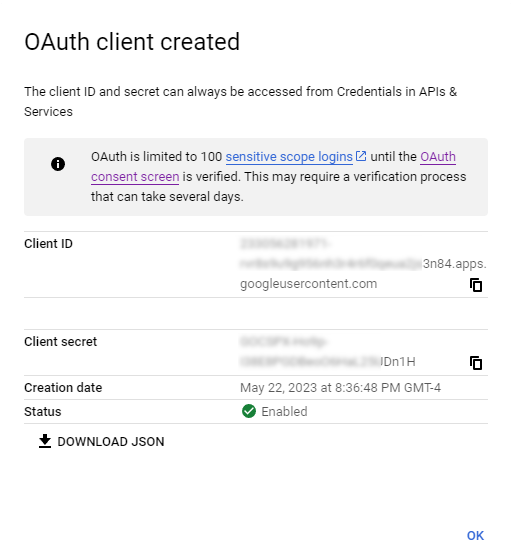 OAuth client created
The client ID and secret can always be accessed from Credentials in APIs &
Services
OAuth is limited to 100 sensitive scope logins until the OAuth
consent screen is verified. This may require a verification process
that can take several days.
Client ID
3n84.apps.
googleusercontent.com
Client secret
Dn1H
Creation date May 22, 2023 at 8:36:48 PM GMT-4
Status Enabled
DOWNLOAD JSON
OK